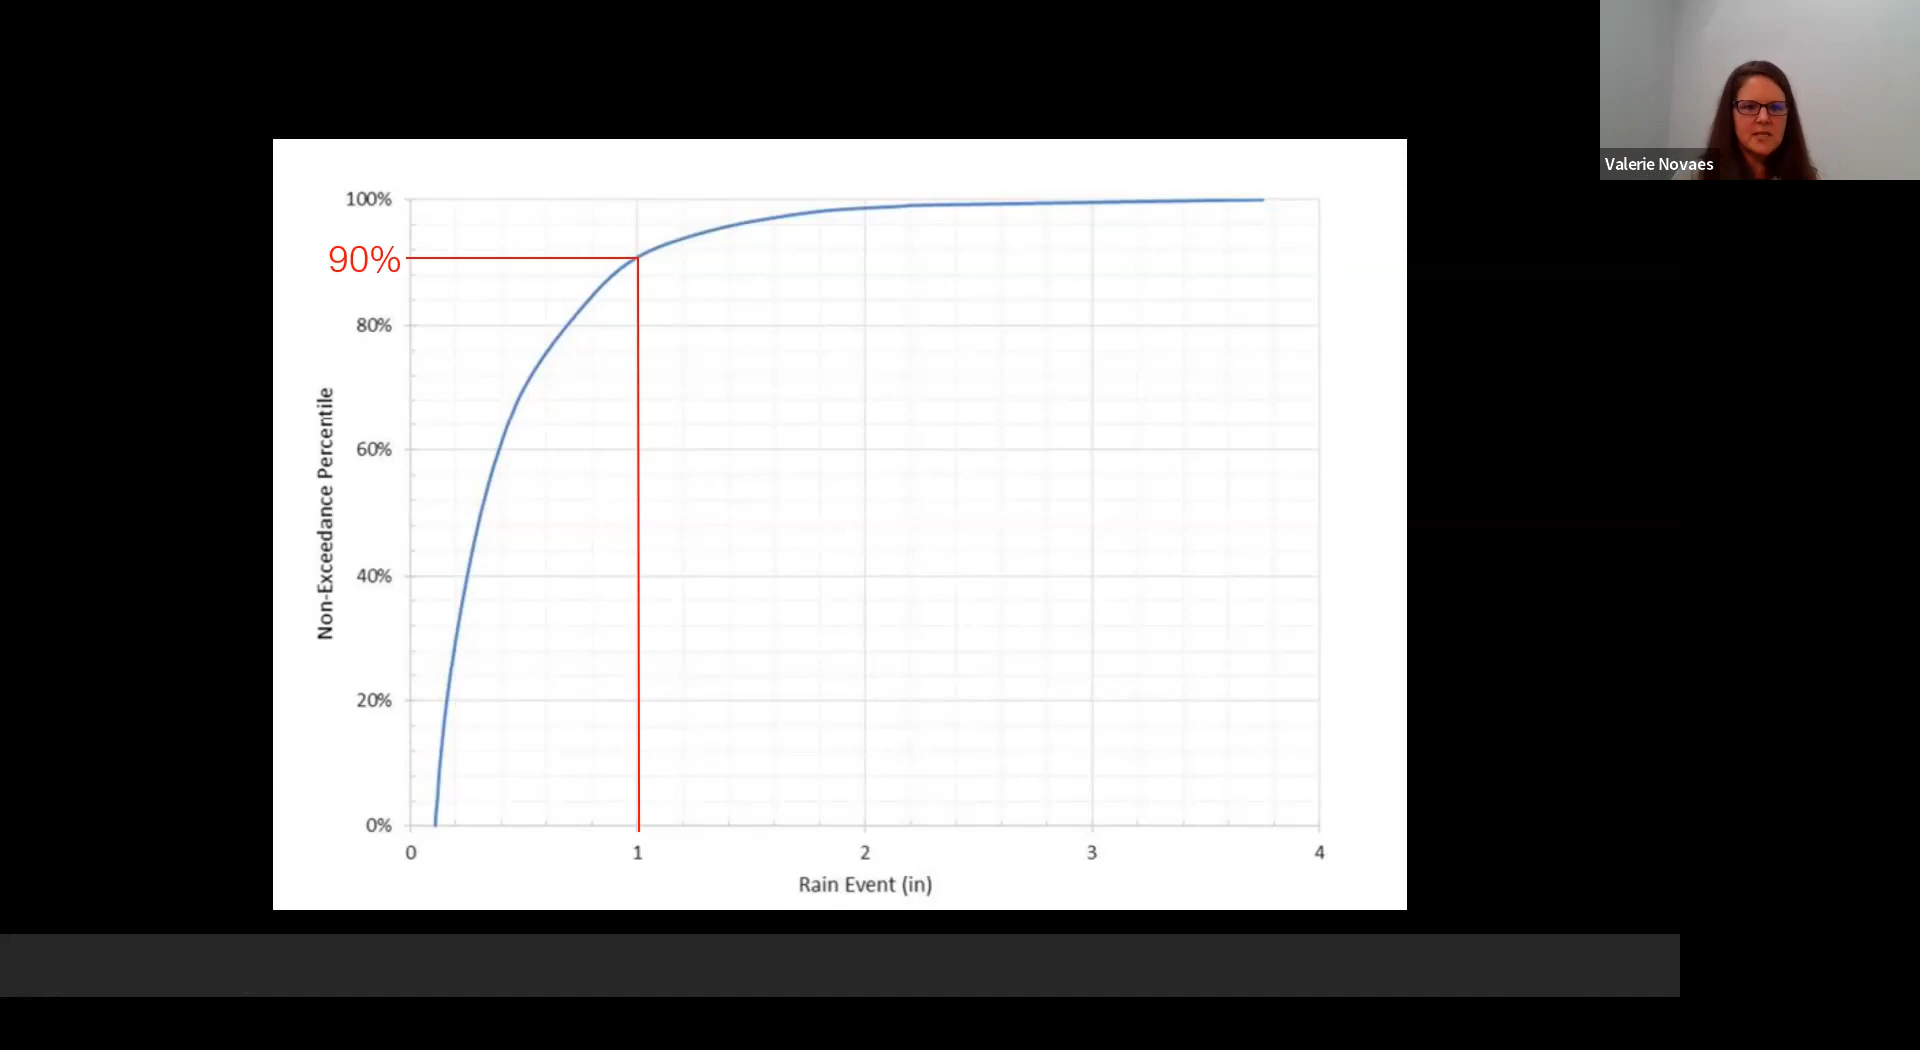 Valerie Novaes
100%
90%
80%
60%
40%
20%
0%
Non-Exceedance Percentile
0 1 2 3 4
Rain Event (in)